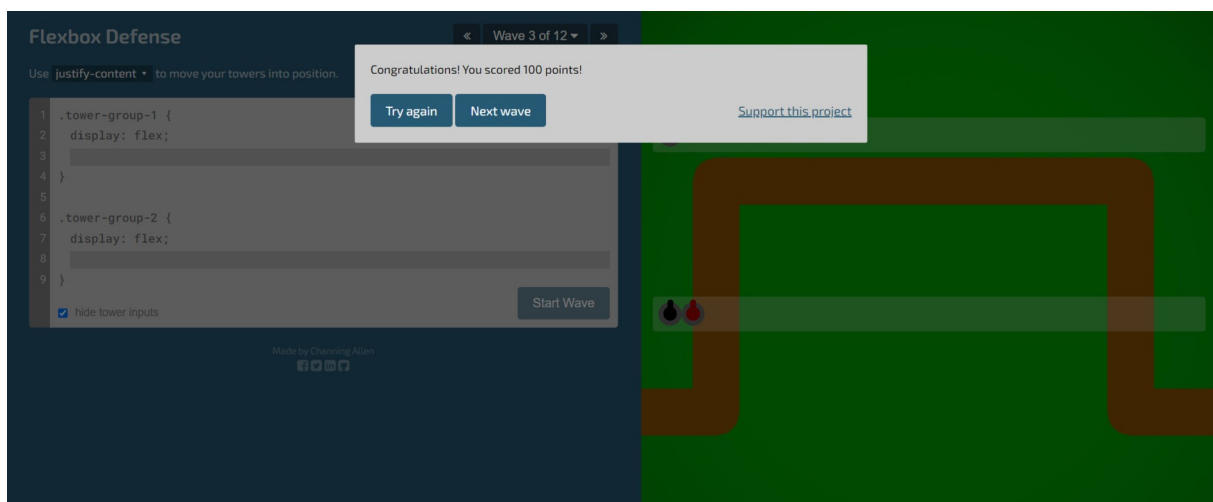 Flexbox Defense
« Wave 3 of 12 »
Use justify-content to move your towers into position.
Congratulations! You scored 100 points!
Try again Next wave Support this project
1 .tower-group-1 {
2 display: flex;
3
4 }
5
6 .tower-group-2 {
7 display: flex;
8
9 }
hide tower inputs
Start Wave
Made by Channing Allen